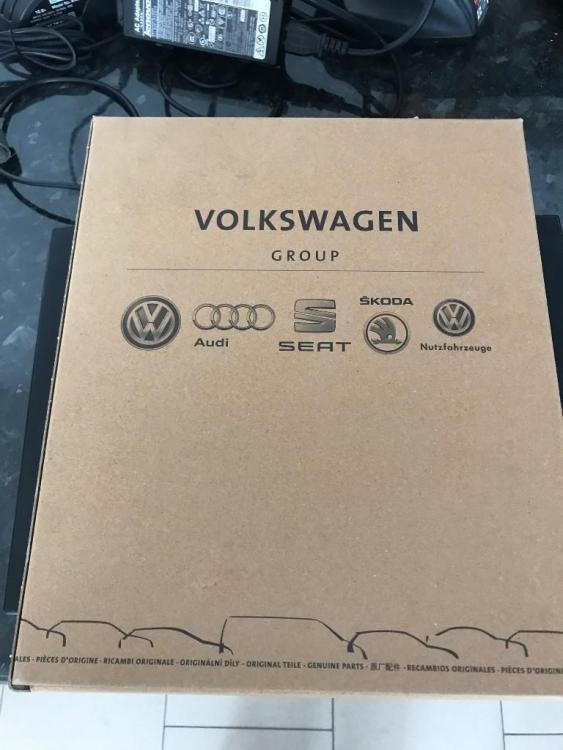 VOLKSWAGEN
GROUP
ŠKODA
Audi
SEAT
Nutzfahrzeuge
ALES - PIÈCES D'ORIGINE - RICAMBI ORIGINALE - ORIGINÁLNÍ DÍLY - ORIGINAL TEILE - GENUINE PARTS - 原厂配件 - RECAMBIOS ORIGINALES - PIÈCES D'ORIGIN